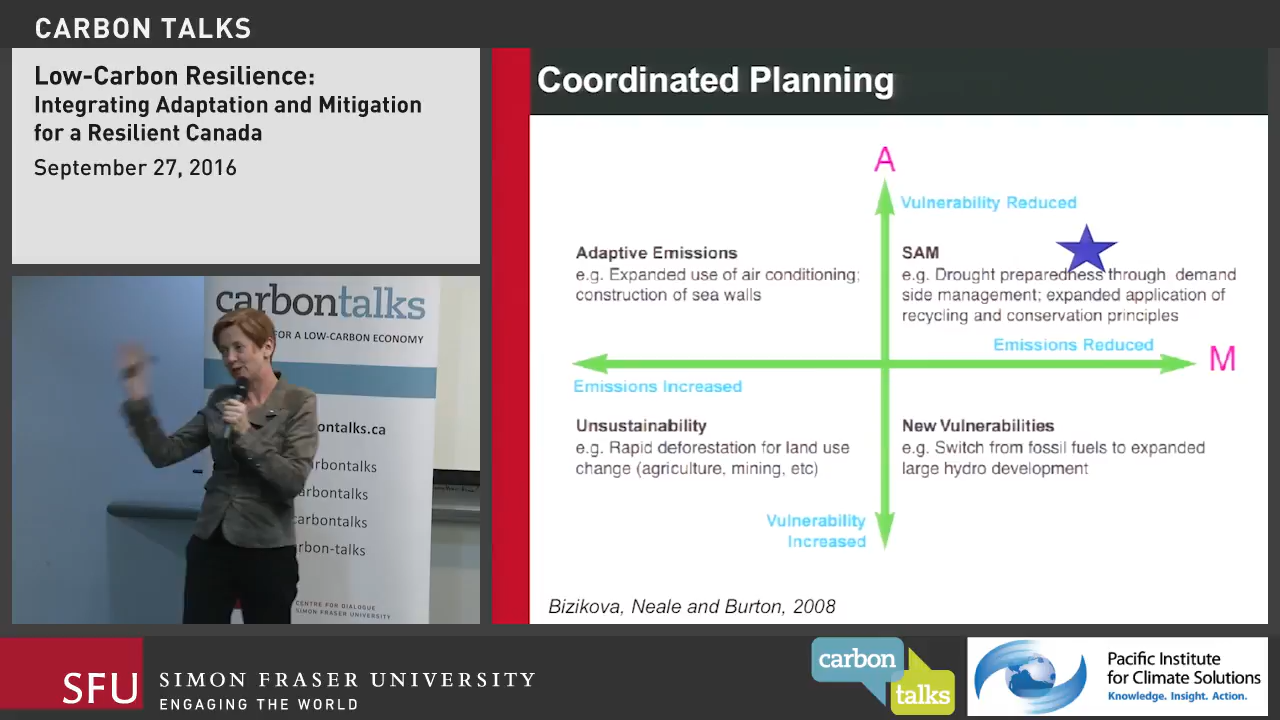 CARBON TALKS
Low-Carbon Resilience:
Integrating Adaptation and Mitigation
for a Resilient Canada
September 27, 2016
carbontalks
FOR A LOW-CARBON ECONOMY
ontalks.ca
arbontalks
arbontalks
carbontalks
rbon-talks
CENTRE FOR DIALOGUE
SIMON FRASER UNIVERSITY
Coordinated Planning
A
Vulnerability Reduced
Adaptive Emissions
e.g. Expanded use of air conditioning;
construction of sea walls
SAM
e.g. Drought preparedness through demand
side management; expanded application of
recycling and conservation principles
Emissions Reduced
M
Emissions Increased
Unsustainability
e.g. Rapid deforestation for land use
change (agriculture, mining, etc)
New Vulnerabilities
e.g. Switch from fossil fuels to expanded
large hydro development
Vulnerability
Increased
Bizikova, Neale and Burton, 2008
SFU
SIMON FRASER UNIVERSITY
ENGAGING THE WORLD
carbon
talks
Pacific Institute
for Climate Solutions
Knowledge. Insight. Action.